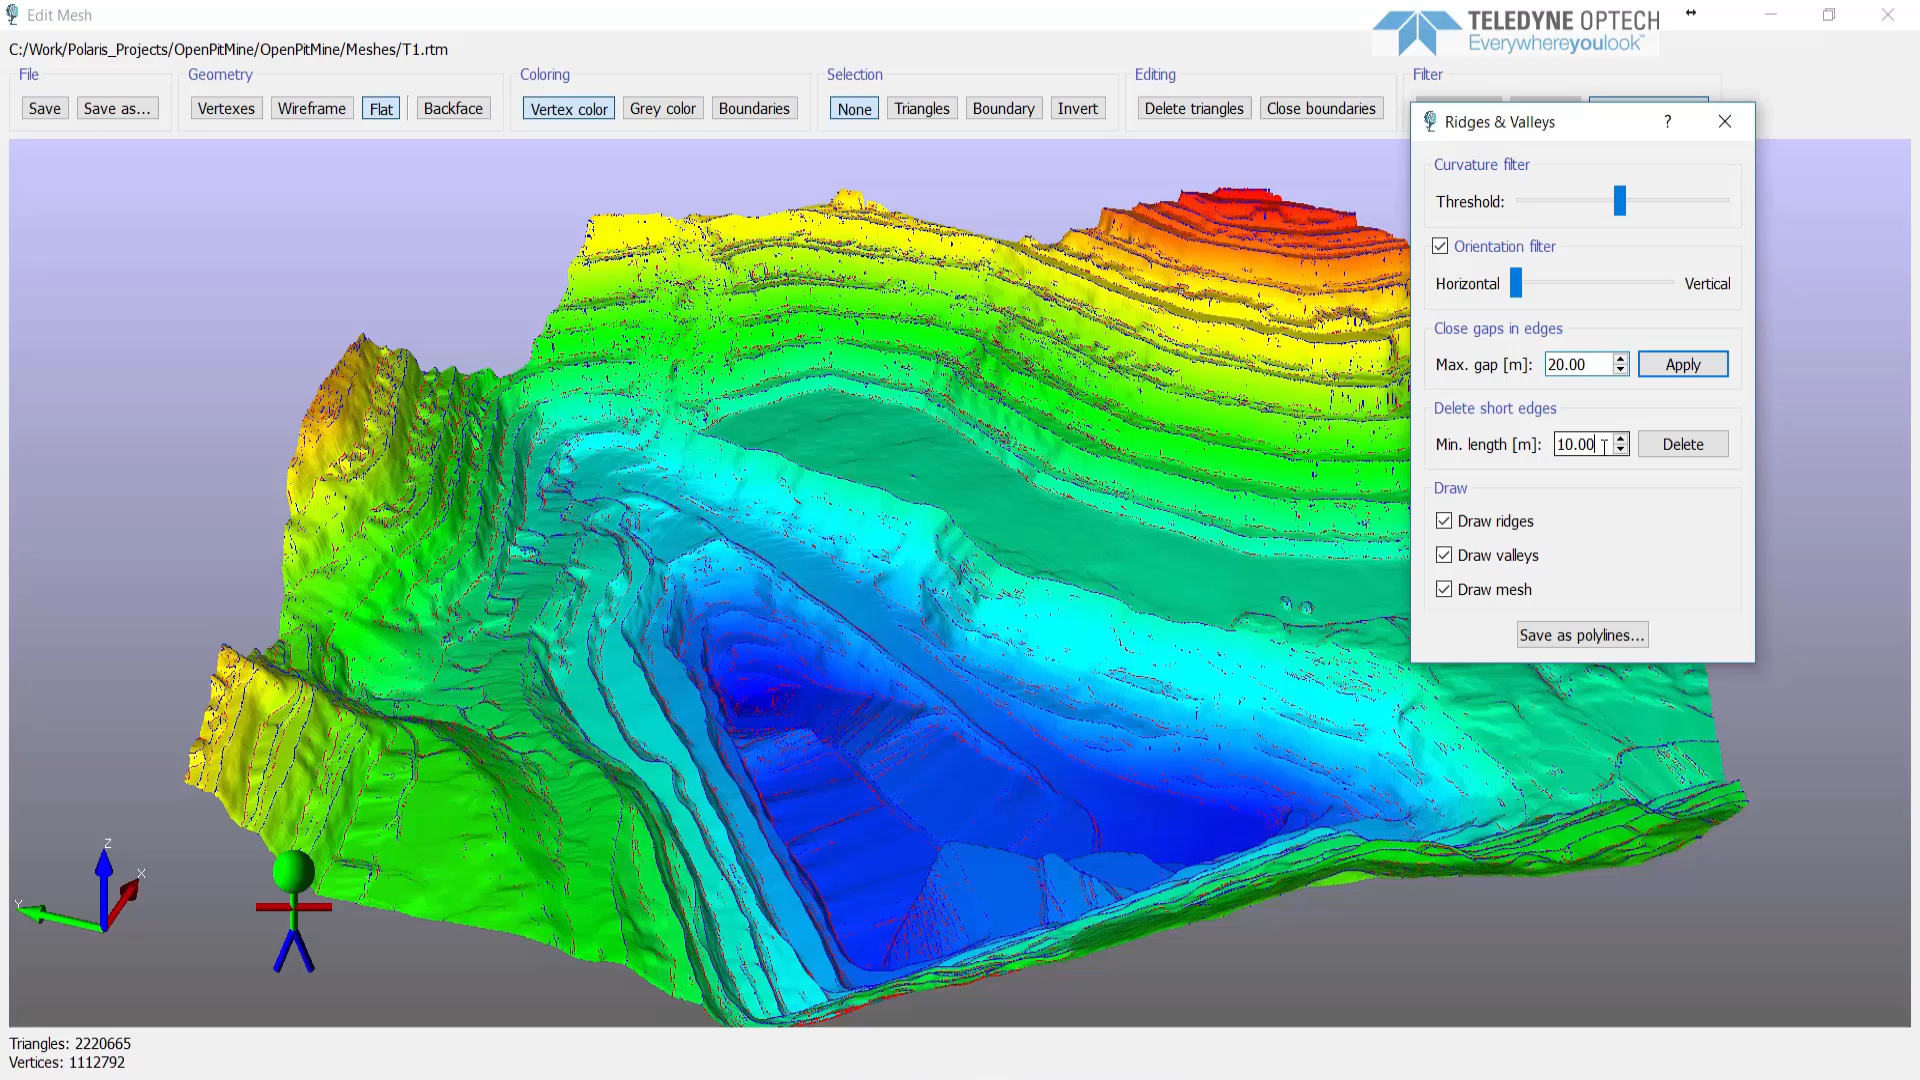 Edit Mesh
TELEDYNE OPTECH
Everywhereyoulook™
C:/Work/Polaris_Projects/OpenPitMine/OpenPitMine/Meshes/T1.rtm
File Geometry Coloring Selection Editing Filter
Save Save as... Vertexes Wireframe Flat Backface Vertex color Grey color Boundaries None Triangles Boundary Invert Delete triangles Close boundaries
Ridges & Valleys ?
Curvature filter
Threshold:
Orientation filter
Horizontal Vertical
Close gaps in edges
Max. gap [m]: 20.00 Apply
Delete short edges
Min. length [m]: 10.00 Delete
Draw
Draw ridges
Draw valleys
Draw mesh
Save as polylines...
Z
X
Y
Triangles: 2220665
Vertices: 1112792